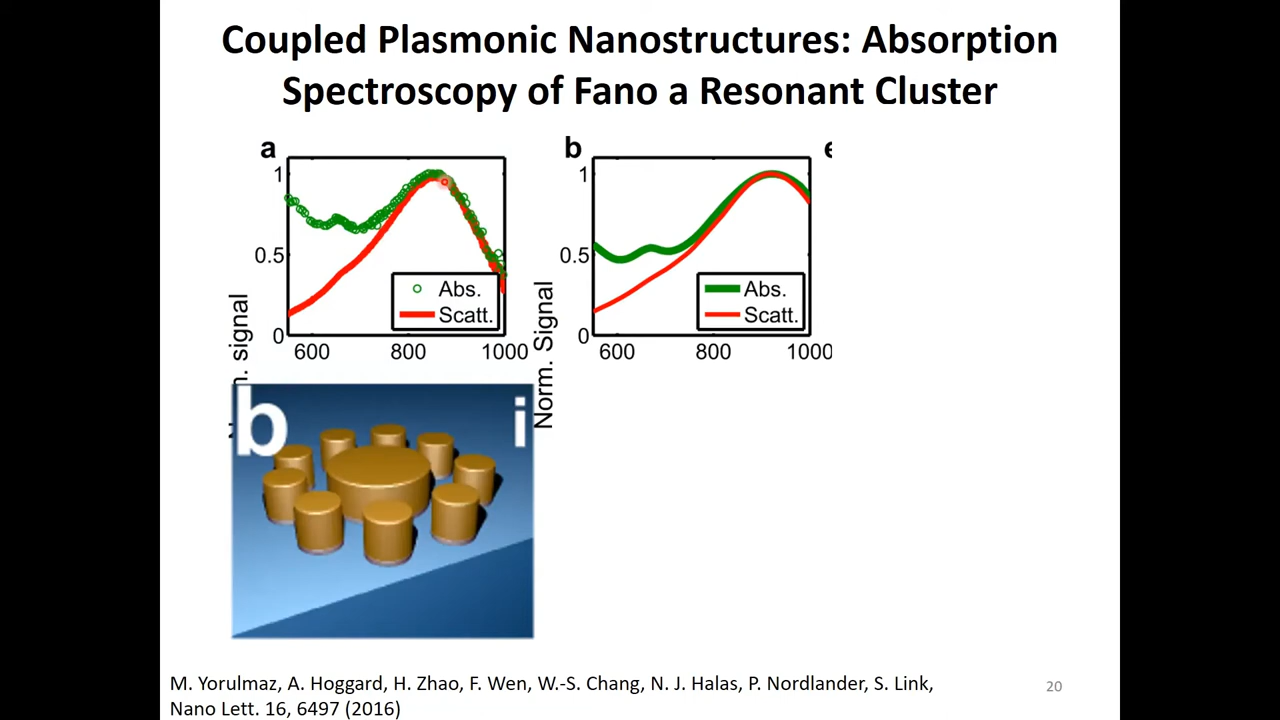 Coupled Plasmonic Nanostructures: Absorption
Spectroscopy of Fano a Resonant Cluster
a
1
0.5
0
600 800 1000
Abs.
Scatt.
signal
b
1
0.5
0
600 800 1000
Abs.
Scatt.
Norm. Signal
e
b
i
M. Yorulmaz, A. Hoggard, H. Zhao, F. Wen, W.-S. Chang, N. J. Halas, P. Nordlander, S. Link,
Nano Lett. 16, 6497 (2016)
20